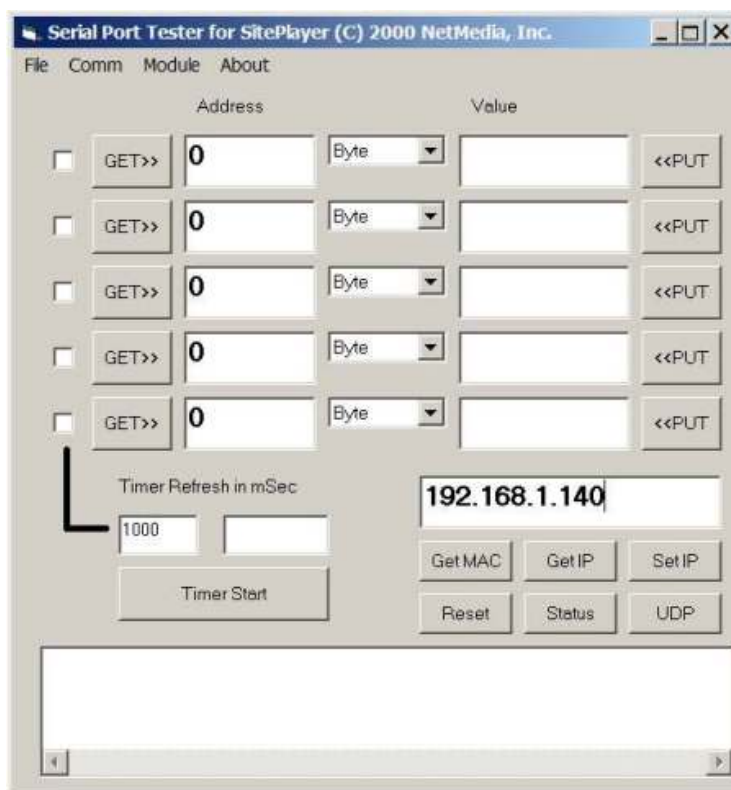 Serial Port Tester for SitePlayer (C) 2000 NetMedia, Inc.
File Comm Module About
Address Value
GET>> 0 Byte <<PUT
GET>> 0 Byte <<PUT
GET>> 0 Byte <<PUT
GET>> 0 Byte <<PUT
GET>> 0 Byte <<PUT
Timer Refresh in mSec
192.168.1.140
1000
Get MAC Get IP Set IP
Timer Start
Reset Status UDP